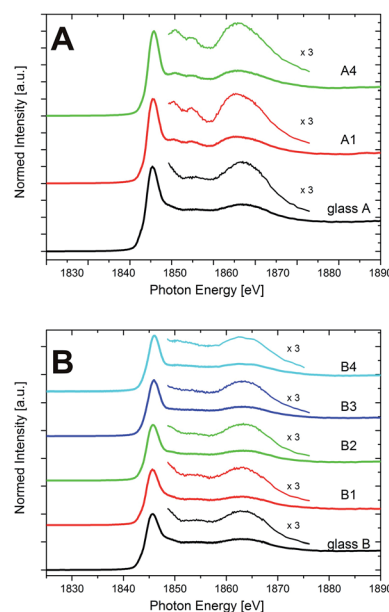 A
A4
x 3
A1
x 3
glass A
x 3
Normed Intensity [a.u.]
1830 1840 1850 1860 1870 1880 1890
Photon Energy [eV]
B
B4
x 3
B3
x 3
B2
x 3
B1
x 3
glass B
x 3
Normed Intensity [a.u.]
1830 1840 1850 1860 1870 1880 1890
Photon Energy [eV]